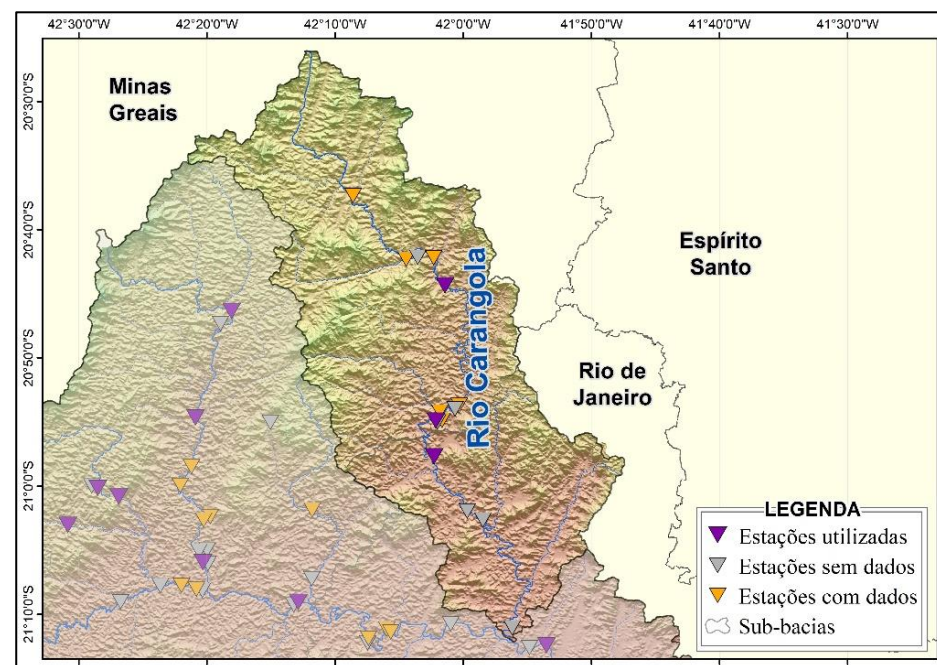 42°30'0"W 42°20'0"W 42°10'0"W 42°0'0"W 41°50'0"W 41°40'0"W 41°30'0"W
20°30'0"S
20°40'0"S
20°50'0"S
21°0'0"S
21°10'0"S
Minas
Greais
Espírito
Santo
Rio Carangola
Rio de
Janeiro
LEGENDA
Estações utilizadas
Estações sem dados
Estações com dados
Sub-bacias